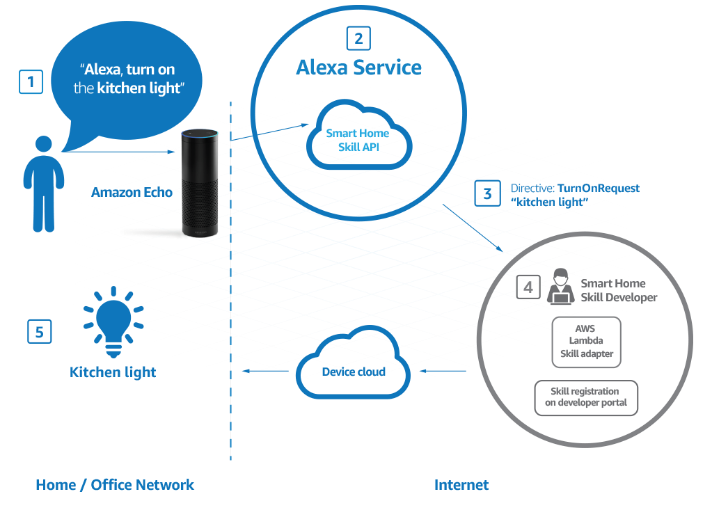 1
“Alexa, turn on
the kitchen light”
Amazon Echo
2
Alexa Service
Smart Home
Skill API
3
Directive: TurnOnRequest
“kitchen light”
4
Smart Home
Skill Developer
AWS
Lambda
Skill adapter
Skill registration
on developer portal
Device cloud
5
Kitchen light
Home / Office Network
Internet